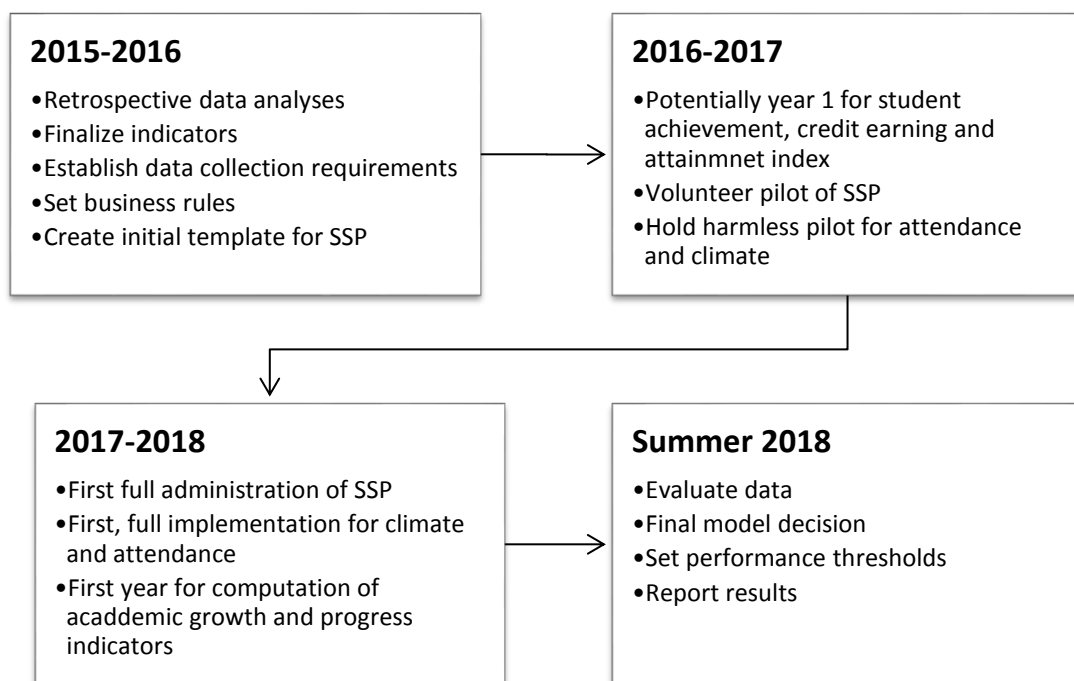 2015-2016
•Retrospective data analyses
•Finalize indicators
•Establish data collection requirements
•Set business rules
•Create initial template for SSP
2016-2017
•Potentially year 1 for student
achievement, credit earning and
attainmnet index
•Volunteer pilot of SSP
•Hold harmless pilot for attendance
and climate
2017-2018
•First full administration of SSP
•First, full implementation for climate
and attendance
•First year for computation of
acaddemic growth and progress
indicators
Summer 2018
•Evaluate data
•Final model decision
•Set performance thresholds
•Report results